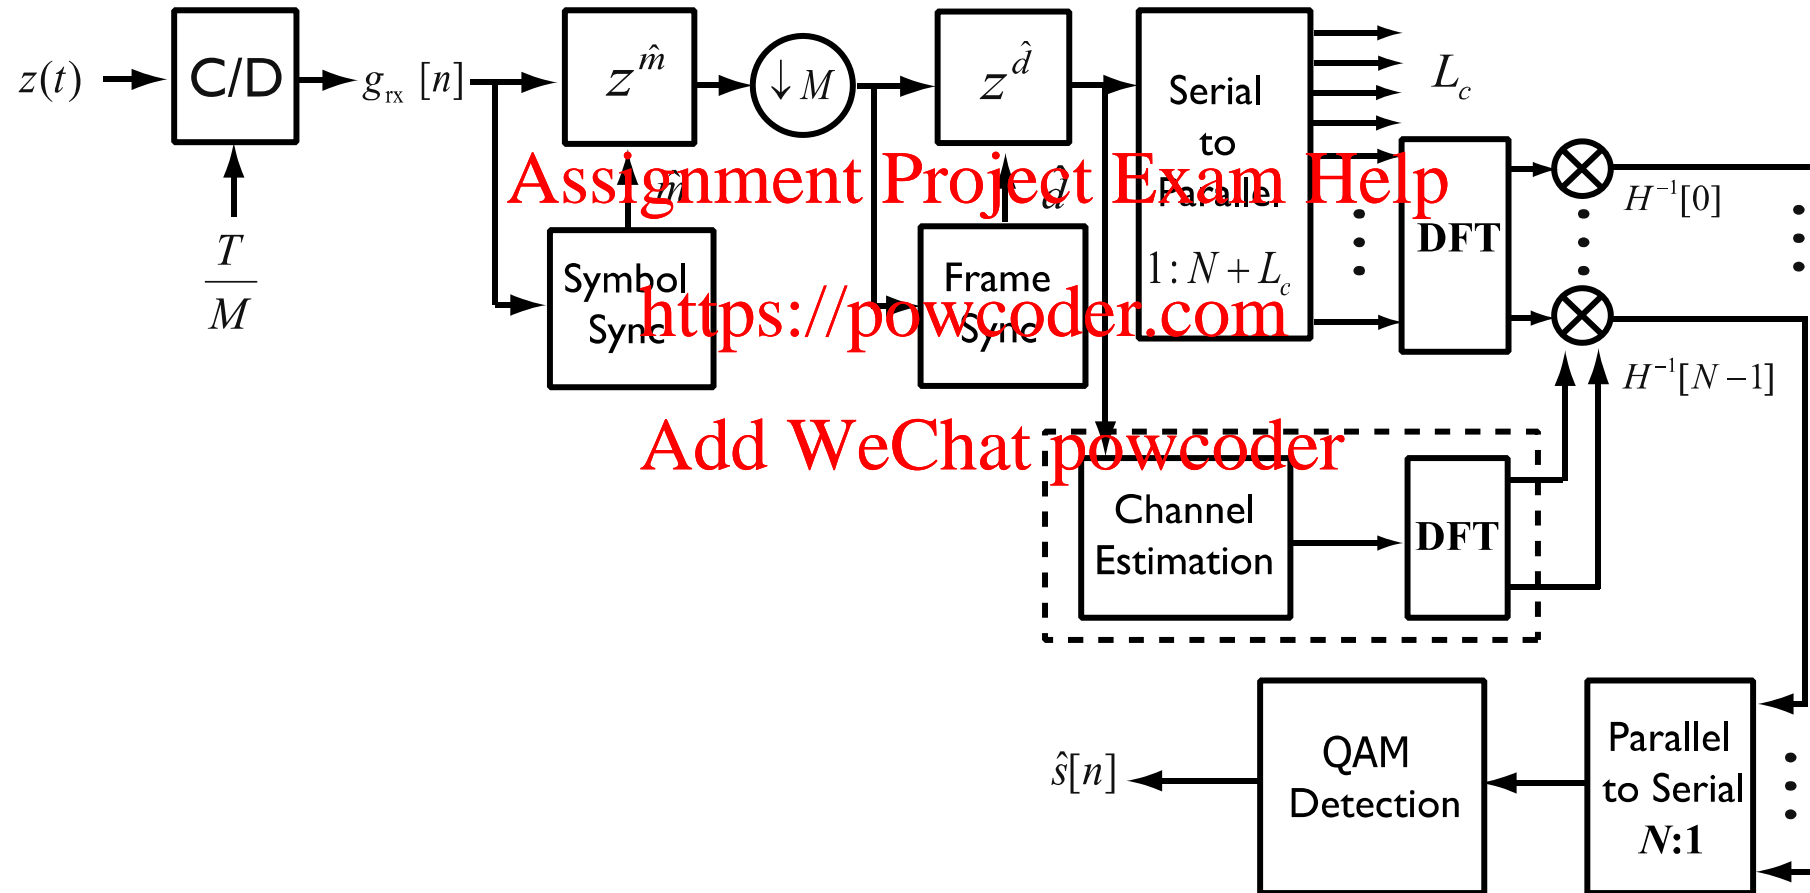 z(t)
C/D
g_rx [n]
z^m̂
↓ M
z^d̂
Serial
to
Parallel
1: N + L_c
L_c
T
M
m̂
d̂
Symbol
Sync
Frame
Sync
DFT
H⁻¹[0]
H⁻¹[N −1]
Assignment Project Exam Help
https://powcoder.com
Add WeChat powcoder
Channel
Estimation
DFT
ŝ[n]
QAM
Detection
Parallel
to Serial
N:1